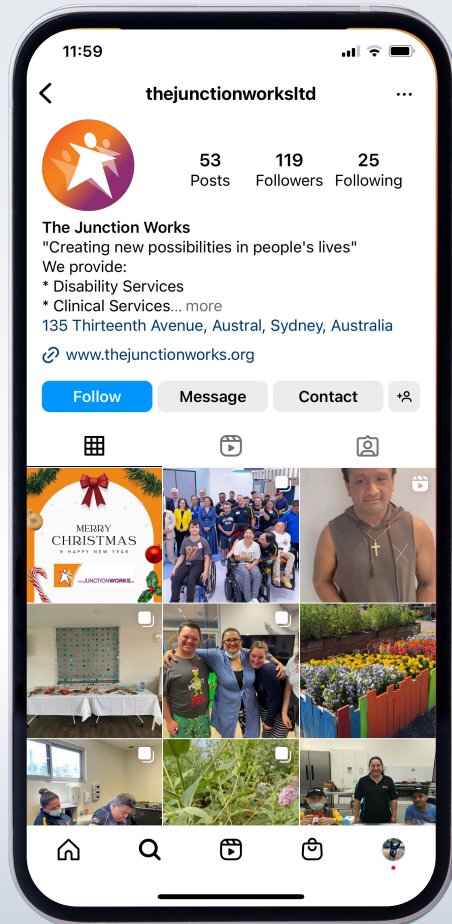 11:59
thejunctionworksltd
53 119 25
Posts Followers Following
The Junction Works
"Creating new possibilities in people's lives"
We provide:
* Disability Services
* Clinical Services... more
135 Thirteenth Avenue, Austral, Sydney, Australia
www.thejunctionworks.org
Follow Message Contact
MERRY
CHRISTMAS
& HAPPY NEW YEAR
THEJUNCTIONWORKS